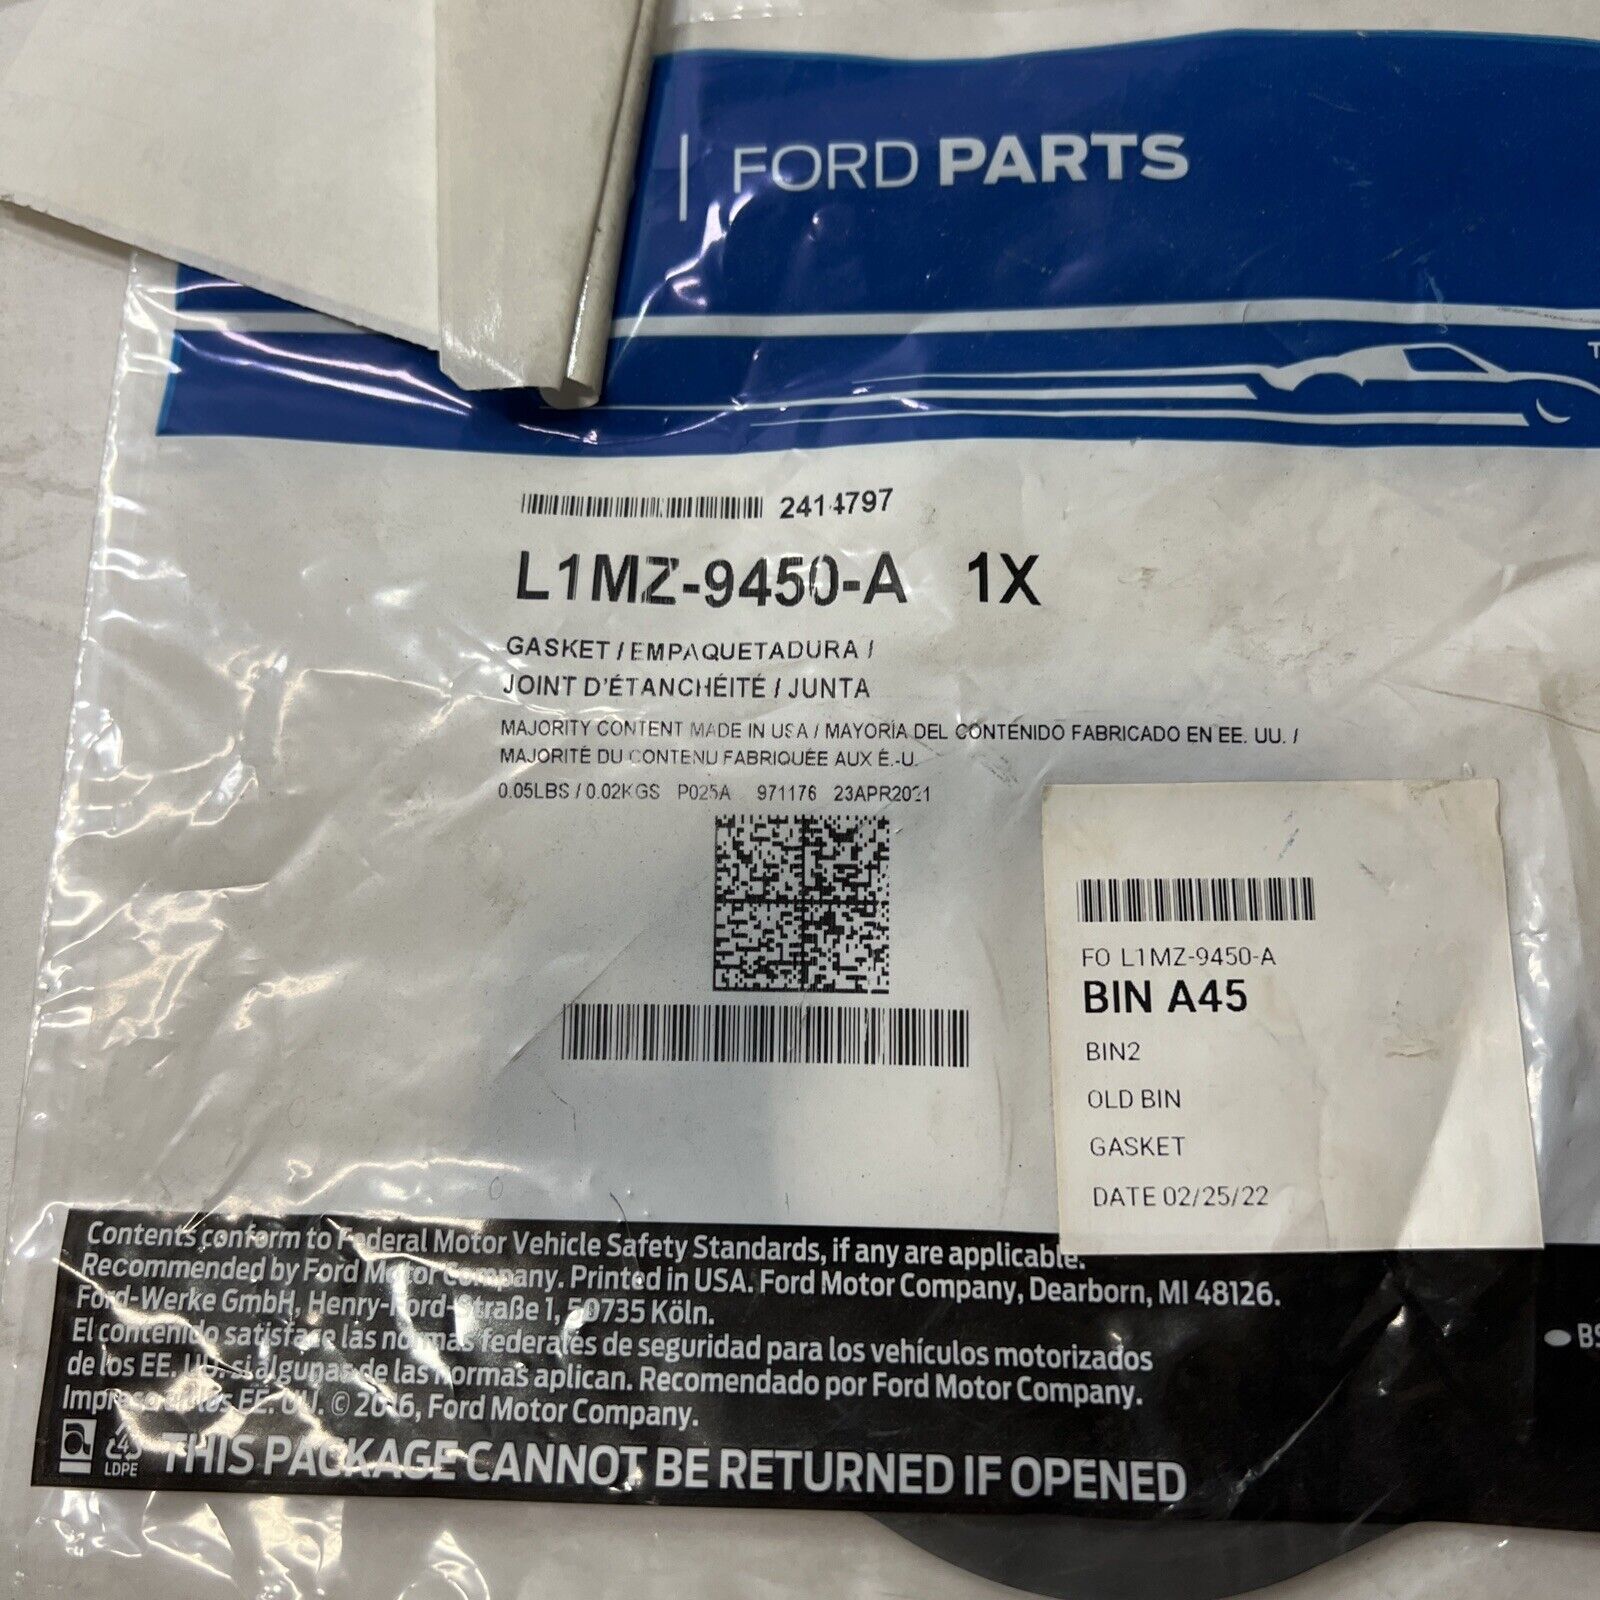 FORD PARTS
T
2414797
L1MZ-9450-A 1X
GASKET / EMPAQUETADURA /
JOINT D'ÉTANCHÉITÉ / JUNTA
MAJORITY CONTENT MADE IN USA / MAYORÍA DEL CONTENIDO FABRICADO EN EE. UU. /
MAJORITÉ DU CONTENU FABRIQUÉE AUX É.-U.
0.05LBS / 0.02KGS P025A 971176 23APR2021
FO L1MZ-9450-A
BIN A45
BIN2
OLD BIN
GASKET
DATE 02/25/22
Contents conform to Federal Motor Vehicle Safety Standards, if any are applicable.
Recommended by Ford Motor Company. Printed in USA. Ford Motor Company, Dearborn, MI 48126.
Ford-Werke GmbH, Henry-Ford-Straße 1, 50735 Köln.
El contenido satisface las normas federales de seguridad para los vehículos motorizados
de los EE. UU. si algunas de las normas aplican. Recomendado por Ford Motor Company.
Impreso en los EE. UU. © 2016, Ford Motor Company.
BS
4
LDPE
THIS PACKAGE CANNOT BE RETURNED IF OPENED